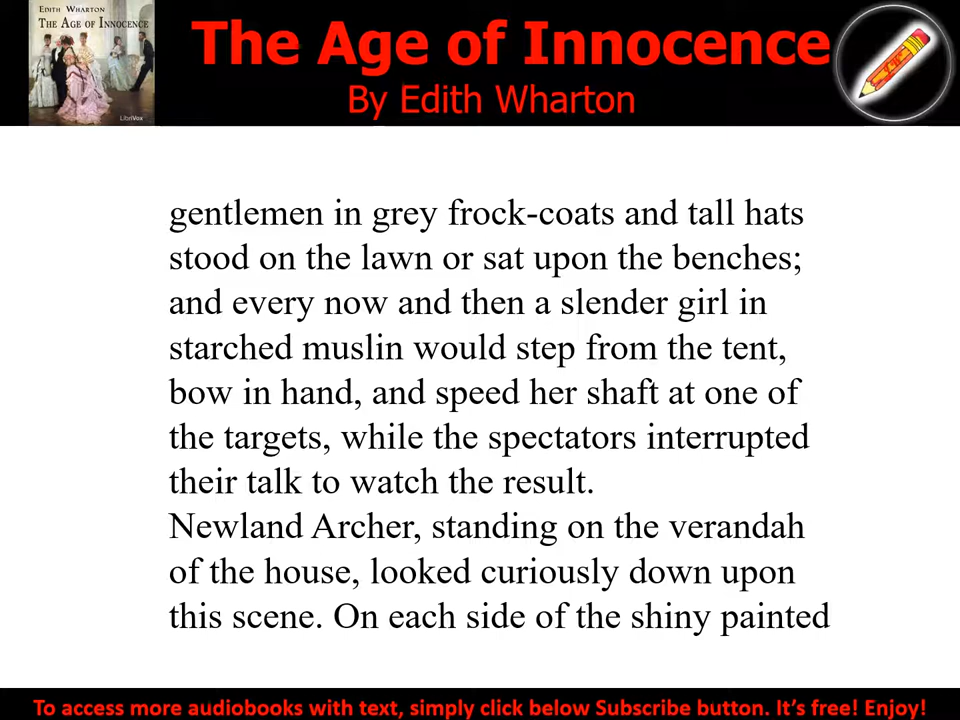 EDITH WHARTON
THE AGE OF INNOCENCE
LibriVox
The Age of Innocence
By Edith Wharton
gentlemen in grey frock-coats and tall hats
stood on the lawn or sat upon the benches;
and every now and then a slender girl in
starched muslin would step from the tent,
bow in hand, and speed her shaft at one of
the targets, while the spectators interrupted
their talk to watch the result.
Newland Archer, standing on the verandah
of the house, looked curiously down upon
this scene. On each side of the shiny painted
To access more audiobooks with text, simply click below Subscribe button. It's free! Enjoy!